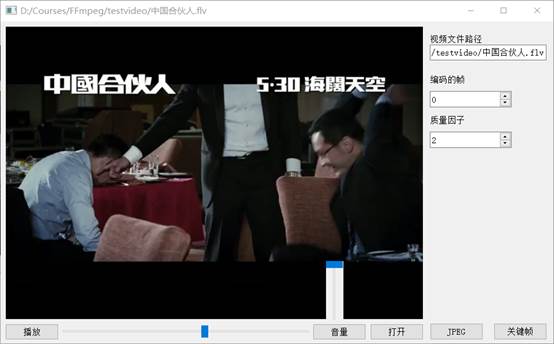 D:/Courses/FFmpeg/testvideo/中国合伙人.flv
中國合伙人
5·30 海闊天空
视频文件路径
/testvideo/中国合伙人.flv
编码的帧
0
质量因子
2
播放
音量
打开
JPEG
关键帧